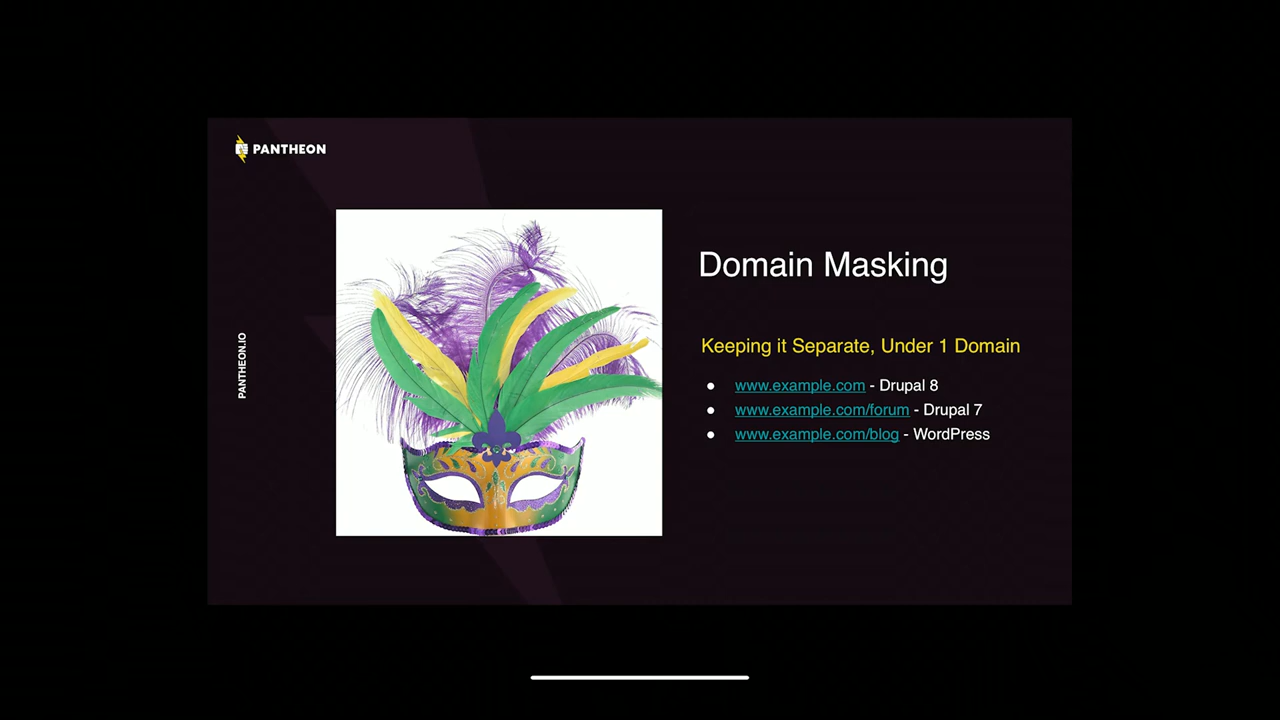 PANTHEON
PANTHEON.IO
Domain Masking
Keeping it Separate, Under 1 Domain
● www.example.com - Drupal 8
● www.example.com/forum - Drupal 7
● www.example.com/blog - WordPress